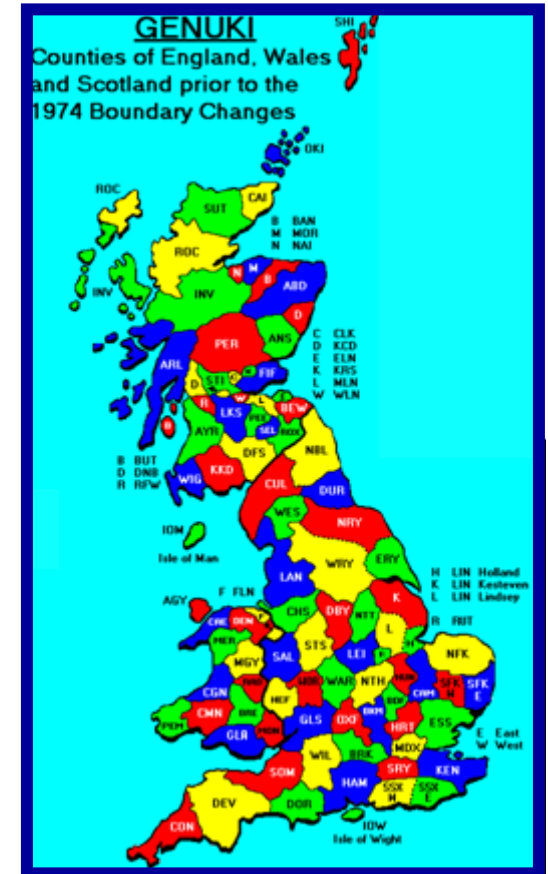 GENUKI
SHI
Counties of England, Wales
and Scotland prior to the
1974 Boundary Changes
OKI
ROC
CAI
SUT
B BAN
M MOR
N NAI
ROC
N M B
ABD
INV
INV
D
PER
ANS
C CLK
D KCD
E ELN
K KRS
L MLN
W WLN
ARL
FIF
D STI C K
R W L E
LKS
BEW
B
AYR
PEE
SEL
ROX
DFS
NBL
B BUT
D DNB
R RFW
WIG
KKD
CUL
DUR
WES
NRY
IOM
Isle of Man
WRY
ERY
LAN
H LIN Holland
K LIN Kesteven
L LIN Lindsey
R RUT
AGY
F FLN
CAE DEN F
CHS
DBY
NTT
K
L
H
MER
STS
NFK
MGY
SAL
LEI
R
CGN
RAD
WOR
WAR
NTH
HUN
CAM
SFK
W
SFK
E
PEM
CMN
BRE
HEF
BKM
BDF
ESS
GLA
MON
GLS
OXF
HRT
E East
W West
MDX
WIL
BRK
SRY
KEN
SOM
HAM
SSX
W
SSX
E
DEV
DOR
CON
IOW
Isle of Wight